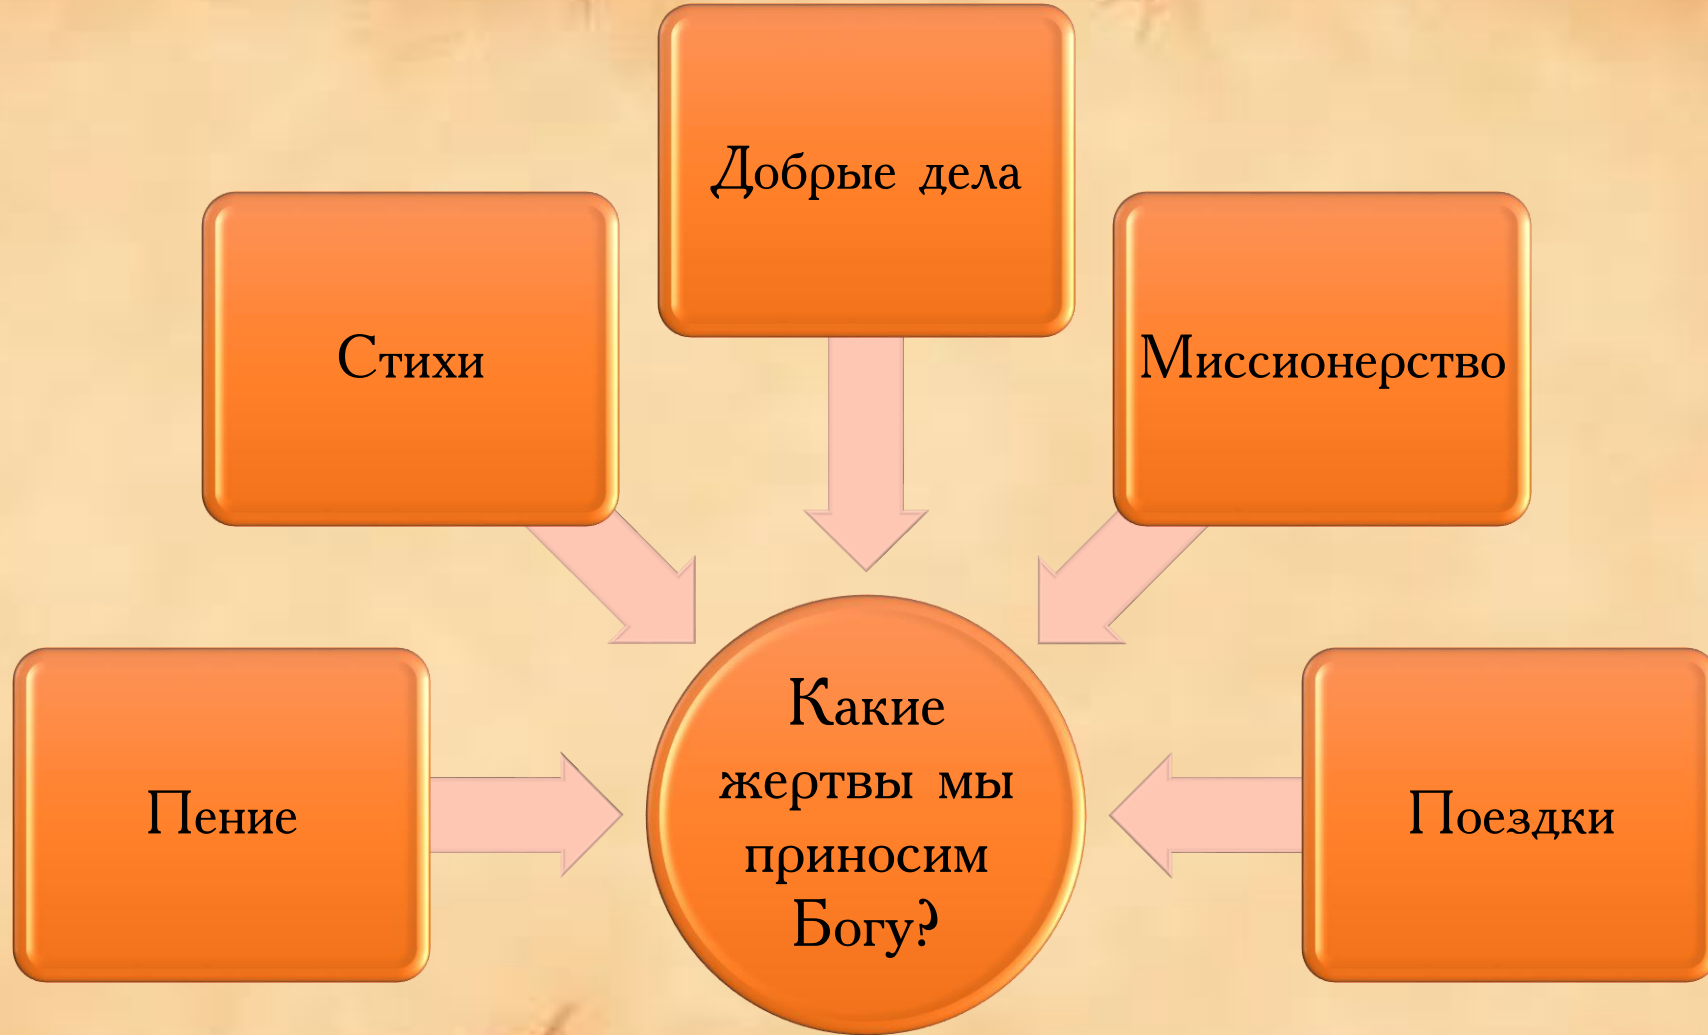 Добрые дела
Стихи
Миссионерство
Пение
Какие
жертвы мы
приносим
Богу?
Поездки